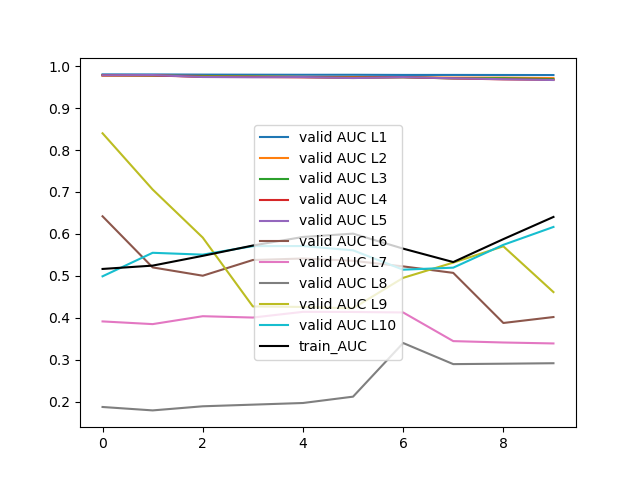 1.0
0.9
0.8
0.7
0.6
0.5
0.4
0.3
0.2
valid AUC L1
valid AUC L2
valid AUC L3
valid AUC L4
valid AUC L5
valid AUC L6
valid AUC L7
valid AUC L8
valid AUC L9
valid AUC L10
train_AUC
0 2 4 6 8